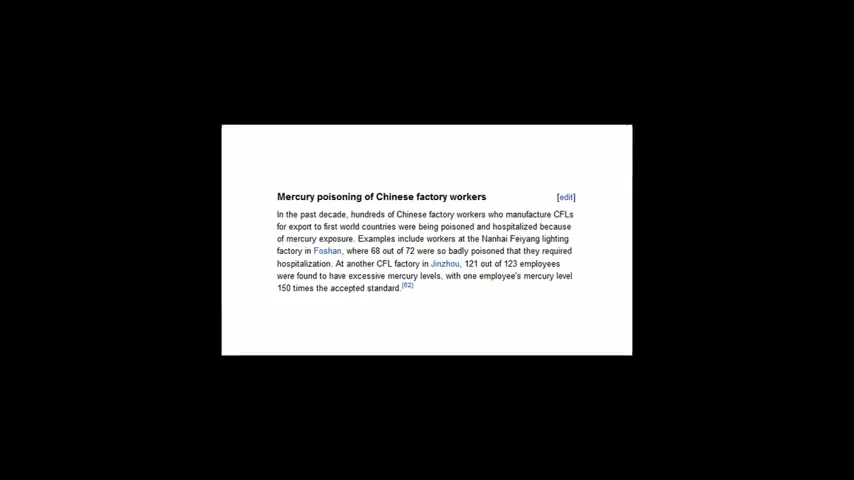 Mercury poisoning of Chinese factory workers [edit]
In the past decade, hundreds of Chinese factory workers who manufacture CFLs
for export to first world countries were being poisoned and hospitalized because
of mercury exposure. Examples include workers at the Nanhai Feiyang lighting
factory in Foshan, where 68 out of 72 were so badly poisoned that they required
hospitalization. At another CFL factory in Jinzhou, 121 out of 123 employees
were found to have excessive mercury levels, with one employee's mercury level
150 times the accepted standard.[62]